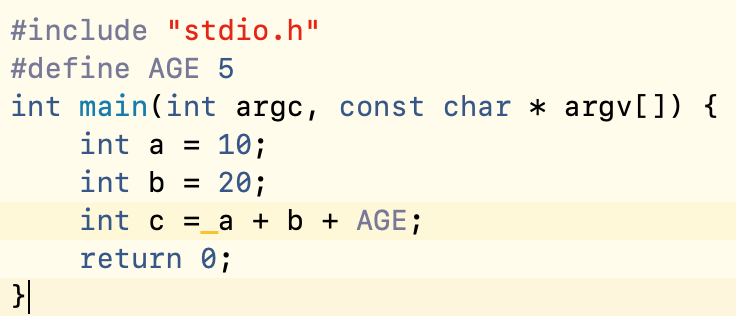 #include "stdio.h"
#define AGE 5
int main(int argc, const char * argv[]) {
    int a = 10;
    int b = 20;
    int c = a + b + AGE;
    return 0;
}